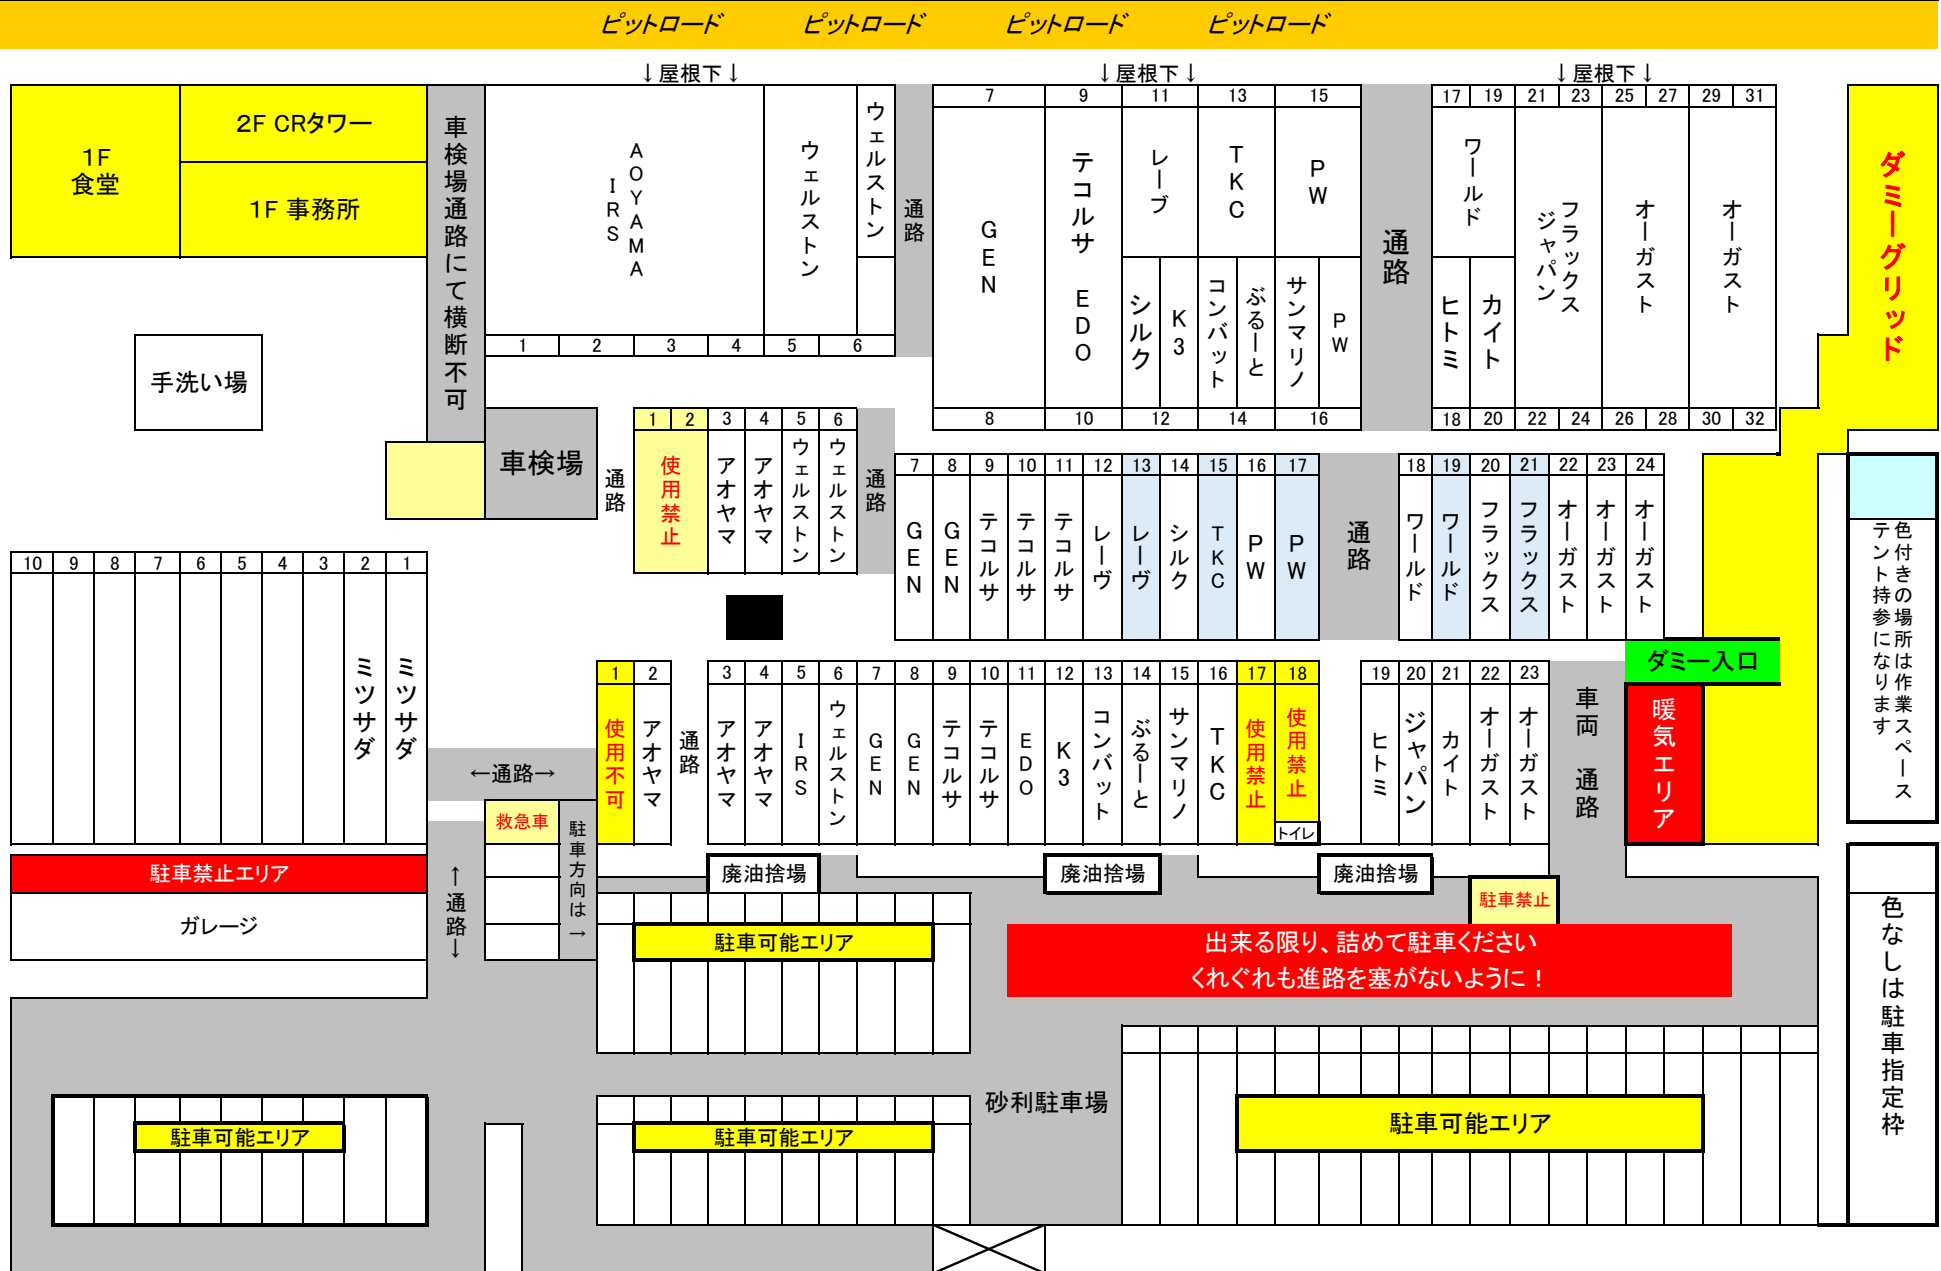 ピットロード ピットロード ピットロード ピットロード
↓屋根下↓ ↓屋根下↓ ↓屋根下↓
1F
食堂
2F CRタワー
1F 事務所
車検場通路にて横断不可
AOYAMA
IRS
ウェルストン
ウェルストン
1 2 3 4 5 6
通路
7 9 11 13 15
GEN
テコルサ EDO
レーブ
TKC
PW
シルク
K3
コンバット
ぶるーと
サンマリノ
PW
8 10 12 14 16
通路
17 19 21 23 25 27 29 31
ワールド
ヒトミ
カイト
フラックス
ジャパン
オーガスト
オーガスト
18 20 22 24 26 28 30 32
ダミーグリッド
手洗い場
車検場
通路
1 2 3 4 5 6
使用禁止
アオヤマ
アオヤマ
ウェルストン
ウェルストン
通路
7 8 9 10 11 12 13 14 15 16 17
GEN
GEN
テコルサ
テコルサ
テコルサ
レーヴ
レーヴ
シルク
TKC
PW
PW
通路
18 19 20 21 22 23 24
ワールド
ワールド
フラックス
フラックス
オーガスト
オーガスト
オーガスト
色付きの場所は作業スペース
テント持参になります
10 9 8 7 6 5 4 3 2 1
ミツサダ
ミツサダ
←通路→
1 2
使用不可
アオヤマ
通路
3 4 5 6 7 8 9 10 11 12 13 14 15 16 17 18
アオヤマ
アオヤマ
IRS
ウェルストン
GEN
GEN
テコルサ
テコルサ
EDO
K3
コンバット
ぶるーと
サンマリノ
TKC
使用禁止
使用禁止
トイレ
19 20 21 22 23
ヒトミ
ジャパン
カイト
オーガスト
オーガスト
車両 通路
ダミー入口
暖気エリア
救急車
駐車方向は→
駐車禁止エリア
ガレージ
←通路→
廃油捨場 廃油捨場 廃油捨場
駐車禁止
駐車可能エリア
出来る限り、詰めて駐車ください
くれぐれも進路を塞がないように！
色なしは駐車指定枠
砂利駐車場
駐車可能エリア
駐車可能エリア
駐車可能エリア